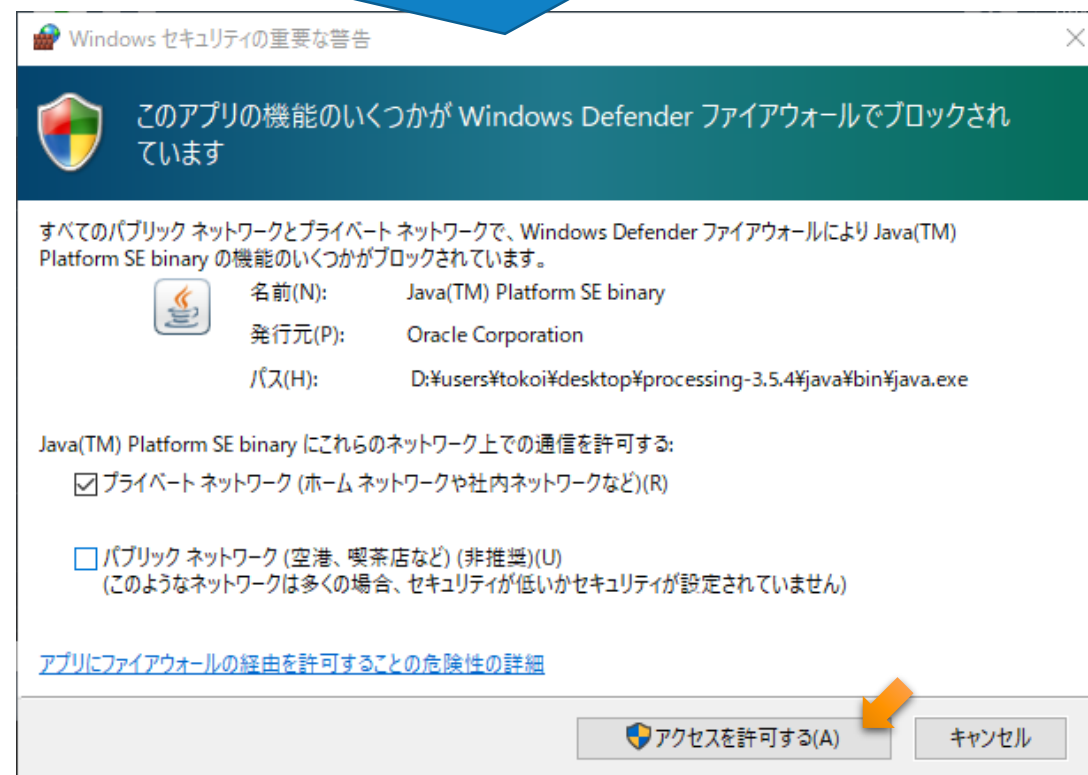 Windows セキュリティの重要な警告
このアプリの機能のいくつかが Windows Defender ファイアウォールでブロックされ
ています
すべてのパブリック ネットワークとプライベート ネットワークで、Windows Defender ファイアウォールにより Java(TM)
Platform SE binary の機能のいくつかがブロックされています。
名前(N): Java(TM) Platform SE binary
発行元(P): Oracle Corporation
パス(H): D:¥users¥tokoi¥desktop¥processing-3.5.4¥java¥bin¥java.exe
Java(TM) Platform SE binary にこれらのネットワーク上での通信を許可する:
プライベート ネットワーク (ホーム ネットワークや社内ネットワークなど)(R)
パブリック ネットワーク (空港、喫茶店など) (非推奨)(U)
(このようなネットワークは多くの場合、セキュリティが低いかセキュリティが設定されていません)
アプリにファイアウォールの経由を許可することの危険性の詳細
アクセスを許可する(A) キャンセル